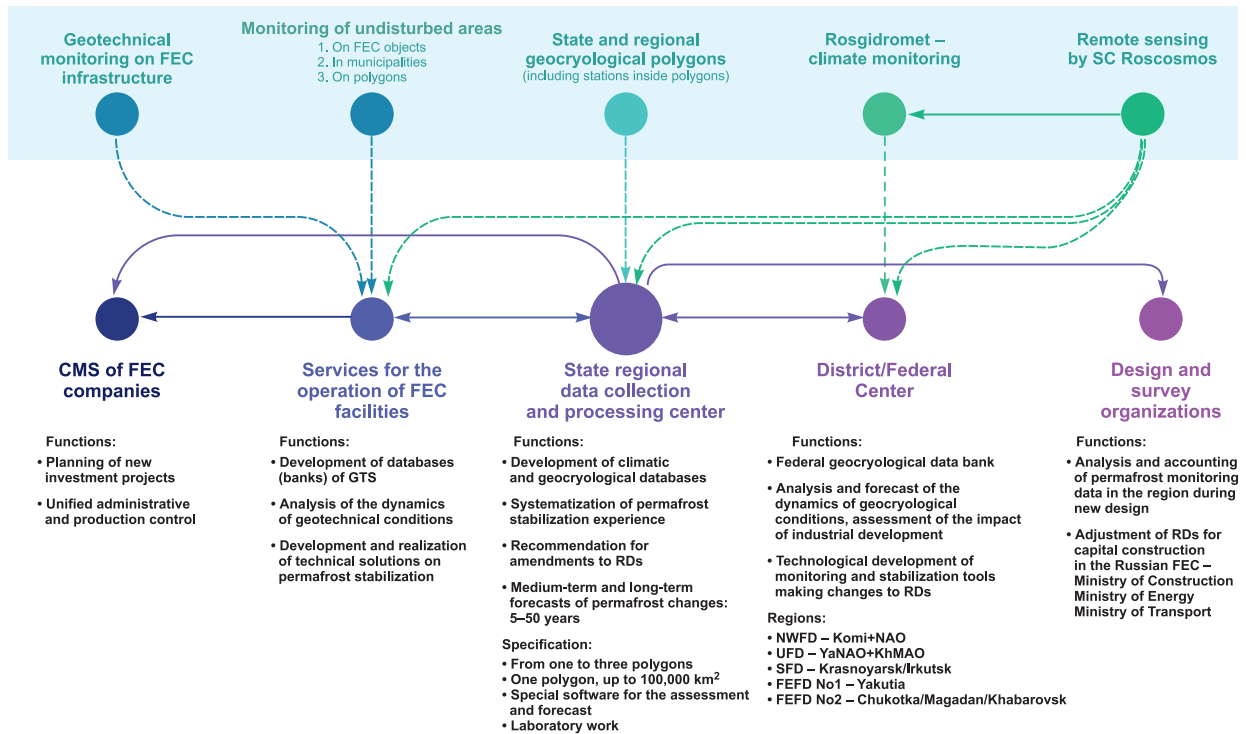 Geotechnical
monitoring on FEC
infrastructure
Monitoring of undisturbed areas
1. On FEC objects
2. In municipalities
3. On polygons
State and regional
geocryological polygons
(including stations inside polygons)
Rosgidromet –
climate monitoring
Remote sensing
by SC Roscosmos
CMS of FEC
companies
Functions:
• Planning of new
investment projects
• Unified administrative
and production control
Services for the
operation of FEC
facilities
Functions:
• Development of databases
(banks) of GTS
• Analysis of the dynamics
of geotechnical conditions
• Development and realization
of technical solutions on
permafrost stabilization
State regional
data collection
and processing center
Functions:
• Development of climatic
and geocryological databases
• Systematization of permafrost
stabilization experience
• Recommendation for
amendments to RDs
• Medium-term and long-term
forecasts of permafrost changes:
5–50 years
Specification:
• From one to three polygons
• One polygon, up to 100,000 km²
• Special software for the assessment
and forecast
• Laboratory work
District/Federal
Center
Functions:
• Federal geocryological data bank
• Analysis and forecast of the
dynamics of geocryological
conditions, assessment of the impact
of industrial development
• Technological development of
monitoring and stabilization tools
making changes to RDs
Regions:
• NWFD – Komi+NAO
• UFD – YaNAO+KhMAO
• SFD – Krasnoyarsk/Irkutsk
• FEFD No1 – Yakutia
• FEFD No2 – Chukotka/Magadan/Khabarovsk
Design and
survey
organizations
Functions:
• Analysis and accounting
of permafrost monitoring
data in the region during
new design
• Adjustment of RDs for
capital construction
in the Russian FEC –
Ministry of Construction
Ministry of Energy
Ministry of Transport